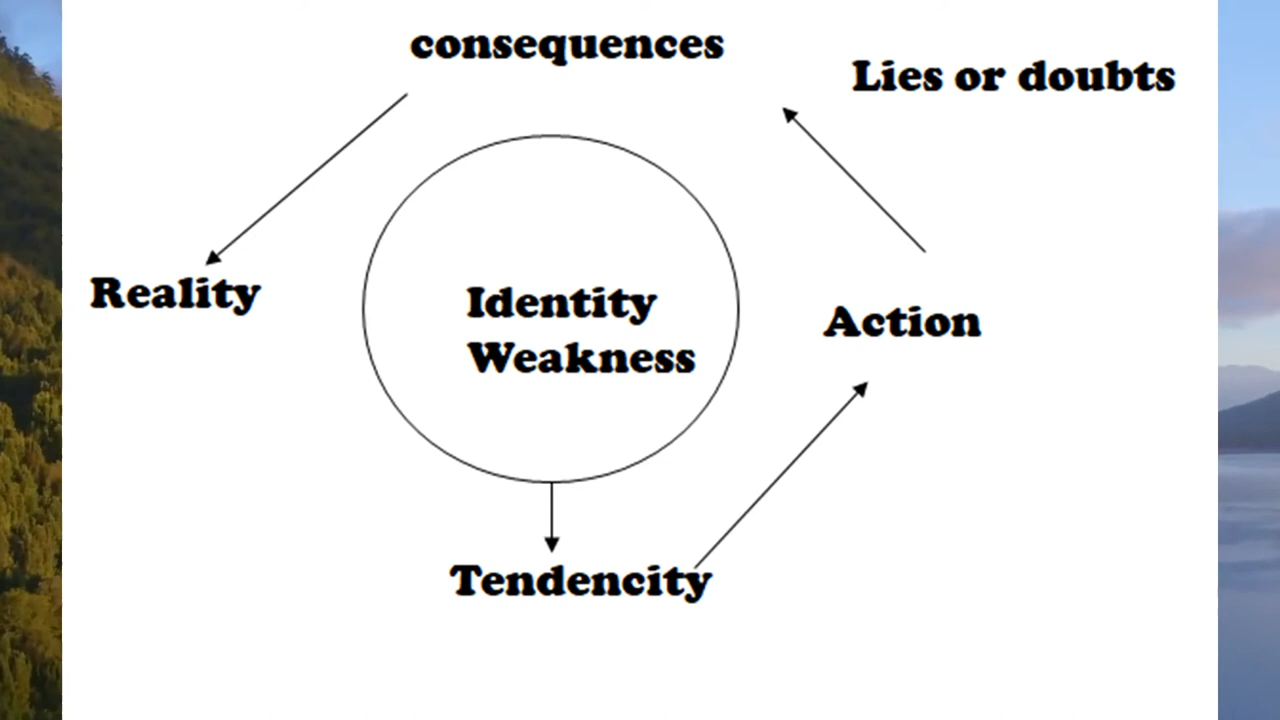 consequences
Lies or doubts
Reality
Identity
Weakness
Action
Tendencity